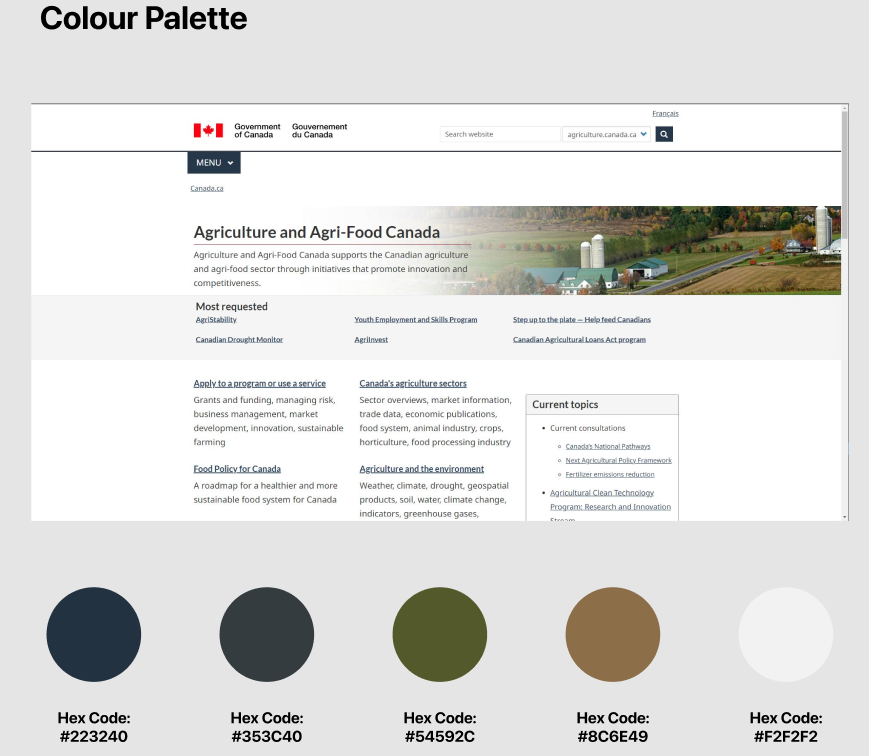 Colour Palette
Français
Government of Canada
Gouvernement du Canada
Search website
agriculture.canada.ca
MENU
Canada.ca
Agriculture and Agri-Food Canada
Agriculture and Agri-Food Canada supports the Canadian agriculture
and agri-food sector through initiatives that promote innovation and
competitiveness.
Most requested
AgriStability
Youth Employment and Skills Program
Step up to the plate — Help feed Canadians
Canadian Drought Monitor
AgriInvest
Canadian Agricultural Loans Act program
Apply to a program or use a service
Grants and funding, managing risk,
business management, market
development, innovation, sustainable
farming
Canada's agriculture sectors
Sector overviews, market information,
trade data, economic publications,
food system, animal industry, crops,
horticulture, food processing industry
Food Policy for Canada
A roadmap for a healthier and more
sustainable food system for Canada
Agriculture and the environment
Weather, climate, drought, geospatial
products, soil, water, climate change,
indicators, greenhouse gases,
Current topics
• Current consultations
◦ Canada's National Pathways
◦ Next Agricultural Policy Framework
◦ Fertilizer emissions reduction
• Agricultural Clean Technology
Program: Research and Innovation
Stream
Hex Code:
#223240
Hex Code:
#353C40
Hex Code:
#54592C
Hex Code:
#8C6E49
Hex Code:
#F2F2F2